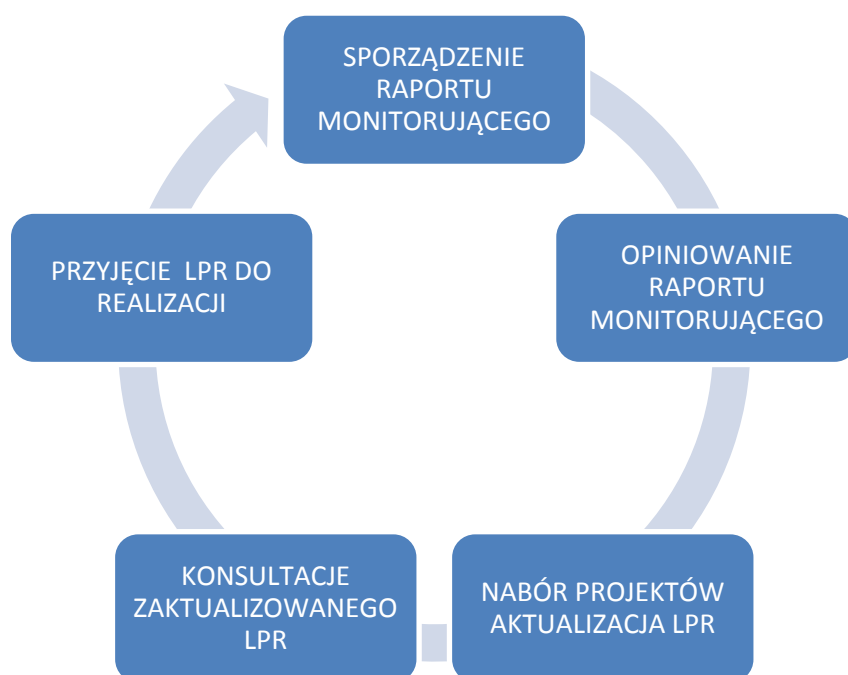 SPORZĄDZENIE
RAPORTU
MONITORUJĄCEGO
OPINIOWANIE
RAPORTU
MONITORUJĄCEGO
NABÓR PROJEKTÓW
AKTUALIZACJA LPR
KONSULTACJE
ZAKTUALIZOWANEGO
LPR
PRZYJĘCIE LPR DO
REALIZACJI